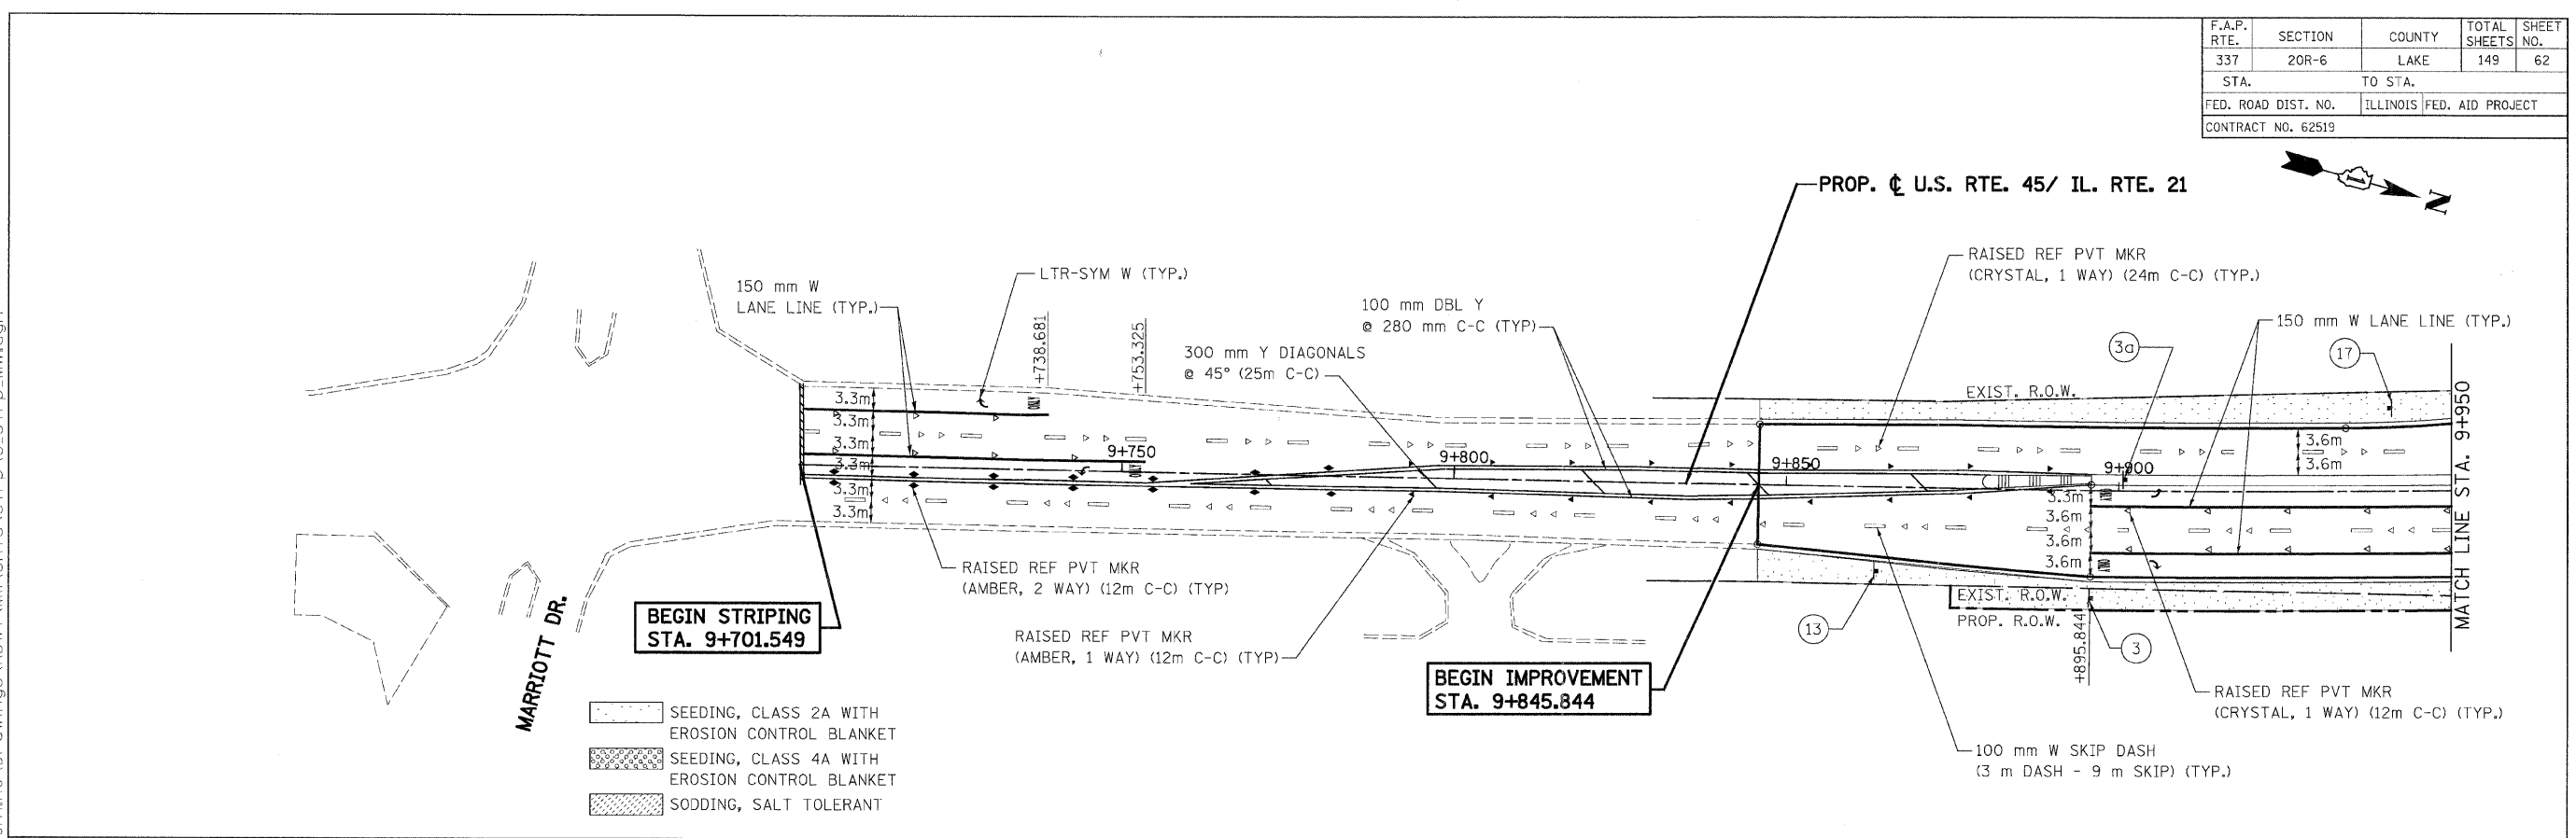 F.A.P. RTE. SECTION COUNTY TOTAL SHEETS SHEET NO.
337 20R-6 LAKE 149 62
STA. TO STA.
FED. ROAD DIST. NO. ILLINOIS FED. AID PROJECT
CONTRACT NO. 62519
N
PROP. ℄ U.S. RTE. 45/ IL. RTE. 21
RAISED REF PVT MKR
(CRYSTAL, 1 WAY) (24m C-C) (TYP.)
LTR-SYM W (TYP.)
150 mm W
LANE LINE (TYP.)
100 mm DBL Y
@ 280 mm C-C (TYP)
150 mm W LANE LINE (TYP.)
+738.681
+753.325
300 mm Y DIAGONALS
@ 45° (25m C-C)
3a
17
EXIST. R.O.W.
3.3m
3.3m
3.3m
3.3m
3.3m
3.3m
9+750
9+800
9+850
9+900
3.6m
3.6m
3.3m
3.6m
3.6m
3.6m
MATCH LINE STA. 9+950
RAISED REF PVT MKR
(AMBER, 2 WAY) (12m C-C) (TYP)
BEGIN STRIPING
STA. 9+701.549
RAISED REF PVT MKR
(AMBER, 1 WAY) (12m C-C) (TYP)
MARRIOTT DR.
EXIST. R.O.W.
PROP. R.O.W.
13
3
+895.844
BEGIN IMPROVEMENT
STA. 9+845.844
RAISED REF PVT MKR
(CRYSTAL, 1 WAY) (12m C-C) (TYP.)
100 mm W SKIP DASH
(3 m DASH - 9 m SKIP) (TYP.)
SEEDING, CLASS 2A WITH
EROSION CONTROL BLANKET
SEEDING, CLASS 4A WITH
EROSION CONTROL BLANKET
SODDING, SALT TOLERANT